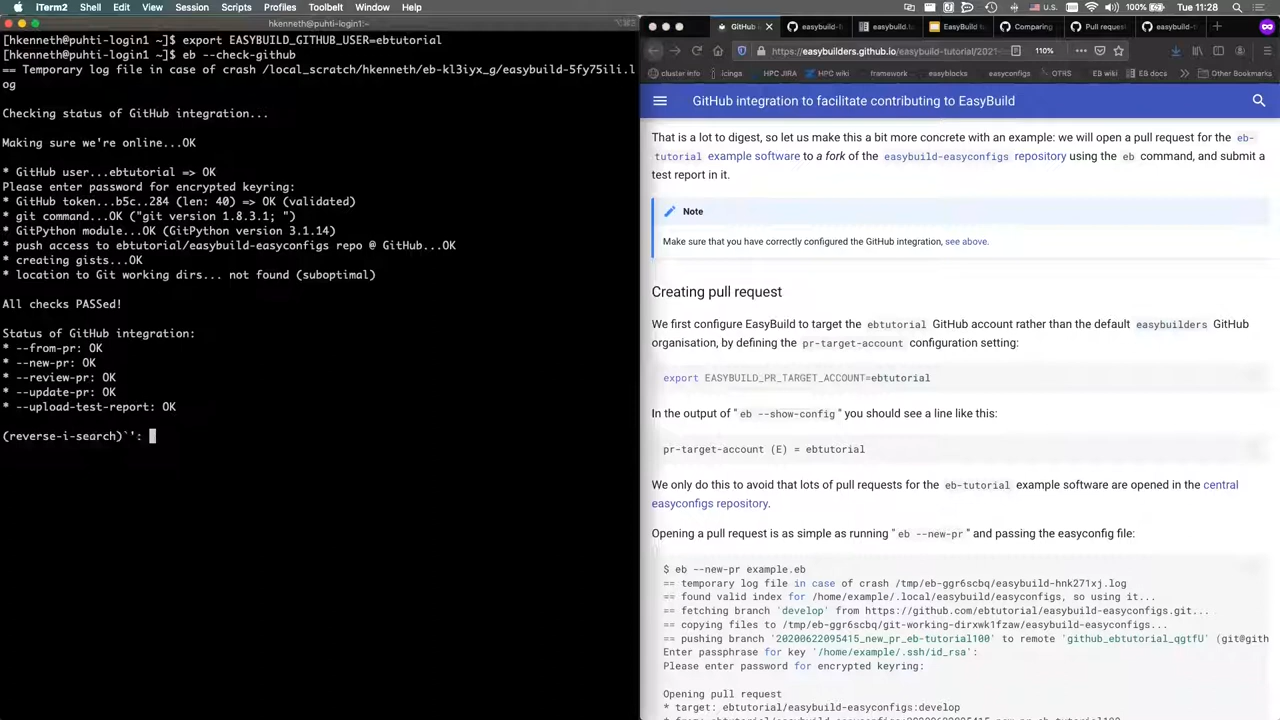 iTerm2 Shell Edit View Session Scripts Profiles Toolbelt Window Help
U.S. 100% Tue 11:28
hkenneth@puhti-login1:~
[hkenneth@puhti-login1 ~]$ export EASYBUILD_GITHUB_USER=ebtutorial
[hkenneth@puhti-login1 ~]$ eb --check-github
== Temporary log file in case of crash /local_scratch/hkenneth/eb-kl3iyx_g/easybuild-5fy75ili.l
og
Checking status of GitHub integration...
Making sure we're online...OK
* GitHub user...ebtutorial => OK
Please enter password for encrypted keyring:
* GitHub token...b5c..284 (len: 40) => OK (validated)
* git command...OK ("git version 1.8.3.1; ")
* GitPython module...OK (GitPython version 3.1.14)
* push access to ebtutorial/easybuild-easyconfigs repo @ GitHub...OK
* creating gists...OK
* location to Git working dirs... not found (suboptimal)
All checks PASSed!
Status of GitHub integration:
* --from-pr: OK
* --new-pr: OK
* --review-pr: OK
* --update-pr: OK
* --upload-test-report: OK
(reverse-i-search)`':
GitHub easybuild-f easybuild.tu EasyBuild tu Comparing Pull request easybuild-t
https://easybuilders.github.io/easybuild-tutorial/2021- 110%
cluster info icings HPC JIRA HPC wiki framework easyblocks easyconfigs OTRS EB wiki EB docs Other Bookmarks
GitHub integration to facilitate contributing to EasyBuild
That is a lot to digest, so let us make this a bit more concrete with an example: we will open a pull request for the eb-
tutorial example software to a fork of the easybuild-easyconfigs repository using the eb command, and submit a
test report in it.
Note
Make sure that you have correctly configured the GitHub integration, see above.
Creating pull request
We first configure EasyBuild to target the ebtutorial GitHub account rather than the default easybuilders GitHub
organisation, by defining the pr-target-account configuration setting:
export EASYBUILD_PR_TARGET_ACCOUNT=ebtutorial
In the output of "eb --show-config" you should see a line like this:
pr-target-account (E) = ebtutorial
We only do this to avoid that lots of pull requests for the eb-tutorial example software are opened in the central
easyconfigs repository.
Opening a pull request is as simple as running "eb --new-pr" and passing the easyconfig file:
$ eb --new-pr example.eb
== temporary log file in case of crash /tmp/eb-ggr6scbq/easybuild-hnk271xj.log
== found valid index for /home/example/.local/easybuild/easyconfigs, so using it...
== fetching branch 'develop' from https://github.com/ebtutorial/easybuild-easyconfigs.git...
== copying files to /tmp/eb-ggr6scbq/git-working-dirxwk1fzaw/easybuild-easyconfigs...
== pushing branch '20200622095415_new_pr_eb-tutorial100' to remote 'github_ebtutorial_qgtfU' (git@gith
Enter passphrase for key '/home/example/.ssh/id_rsa':
Please enter password for encrypted keyring:
Opening pull request
* target: ebtutorial/easybuild-easyconfigs:develop